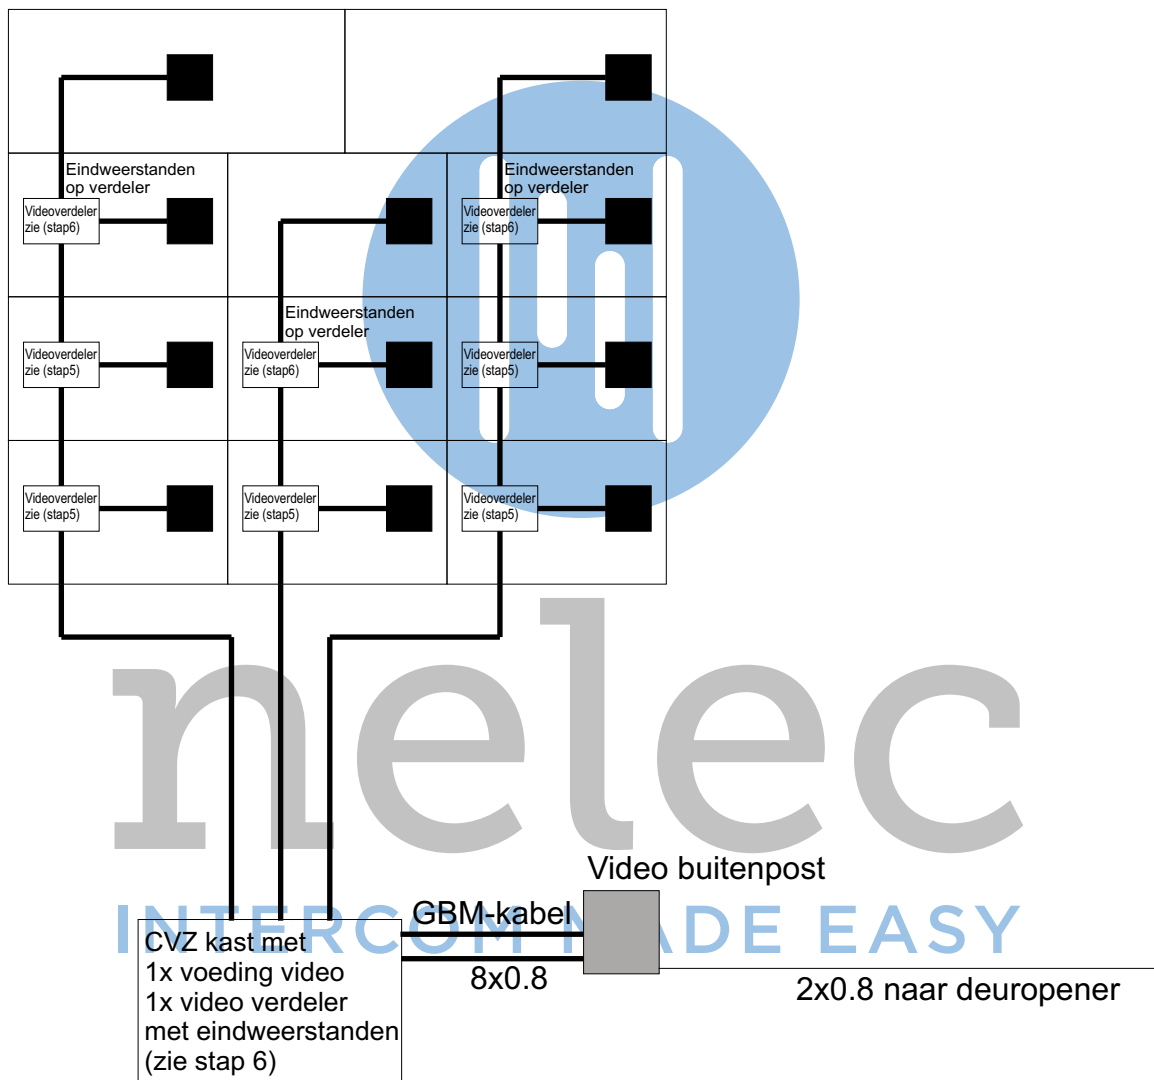 Eindweerstanden
op verdeler
Eindweerstanden
op verdeler
Videoverdeler
zie (stap6)
Videoverdeler
zie (stap6)
Eindweerstanden
op verdeler
Videoverdeler
zie (stap5)
Videoverdeler
zie (stap6)
Videoverdeler
zie (stap5)
Videoverdeler
zie (stap5)
Videoverdeler
zie (stap5)
Videoverdeler
zie (stap5)
nelec
INTERCOM MADE EASY
Video buitenpost
GBM-kabel
8x0.8
2x0.8 naar deuropener
CVZ kast met
1x voeding video
1x video verdeler
met eindweerstanden
(zie stap 6)